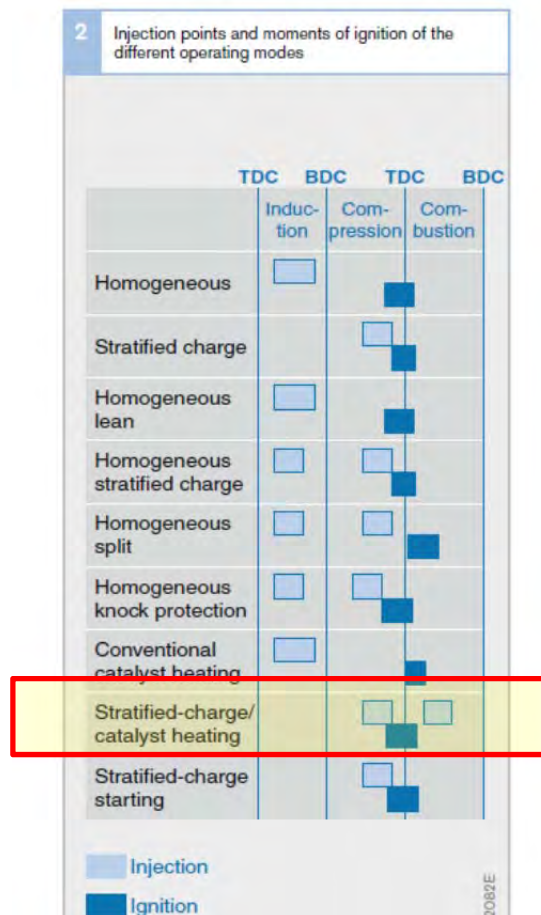 2 Injection points and moments of ignition of the
different operating modes
TDC BDC TDC BDC
Induc- Com- Com-
tion pression bustion
Homogeneous
Stratified charge
Homogeneous
lean
Homogeneous
stratified charge
Homogeneous
split
Homogeneous
knock protection
Conventional
catalyst heating
Stratified-charge/
catalyst heating
Stratified-charge
starting
Injection
Ignition
2082E